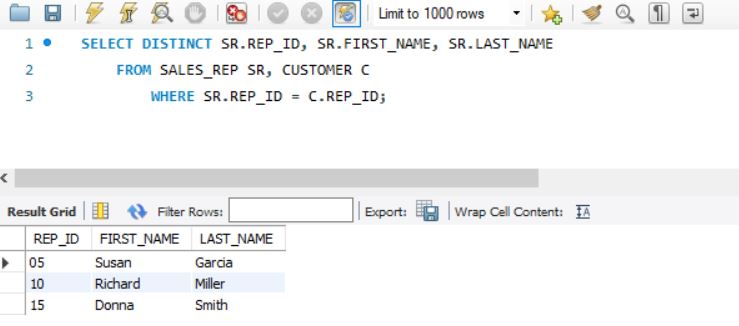 Limit to 1000 rows
1 SELECT DISTINCT SR.REP_ID, SR.FIRST_NAME, SR.LAST_NAME
2 FROM SALES_REP SR, CUSTOMER C
3 WHERE SR.REP_ID = C.REP_ID;
Result Grid Filter Rows: Export: Wrap Cell Content: IA
REP_ID FIRST_NAME LAST_NAME
05 Susan Garcia
10 Richard Miller
15 Donna Smith